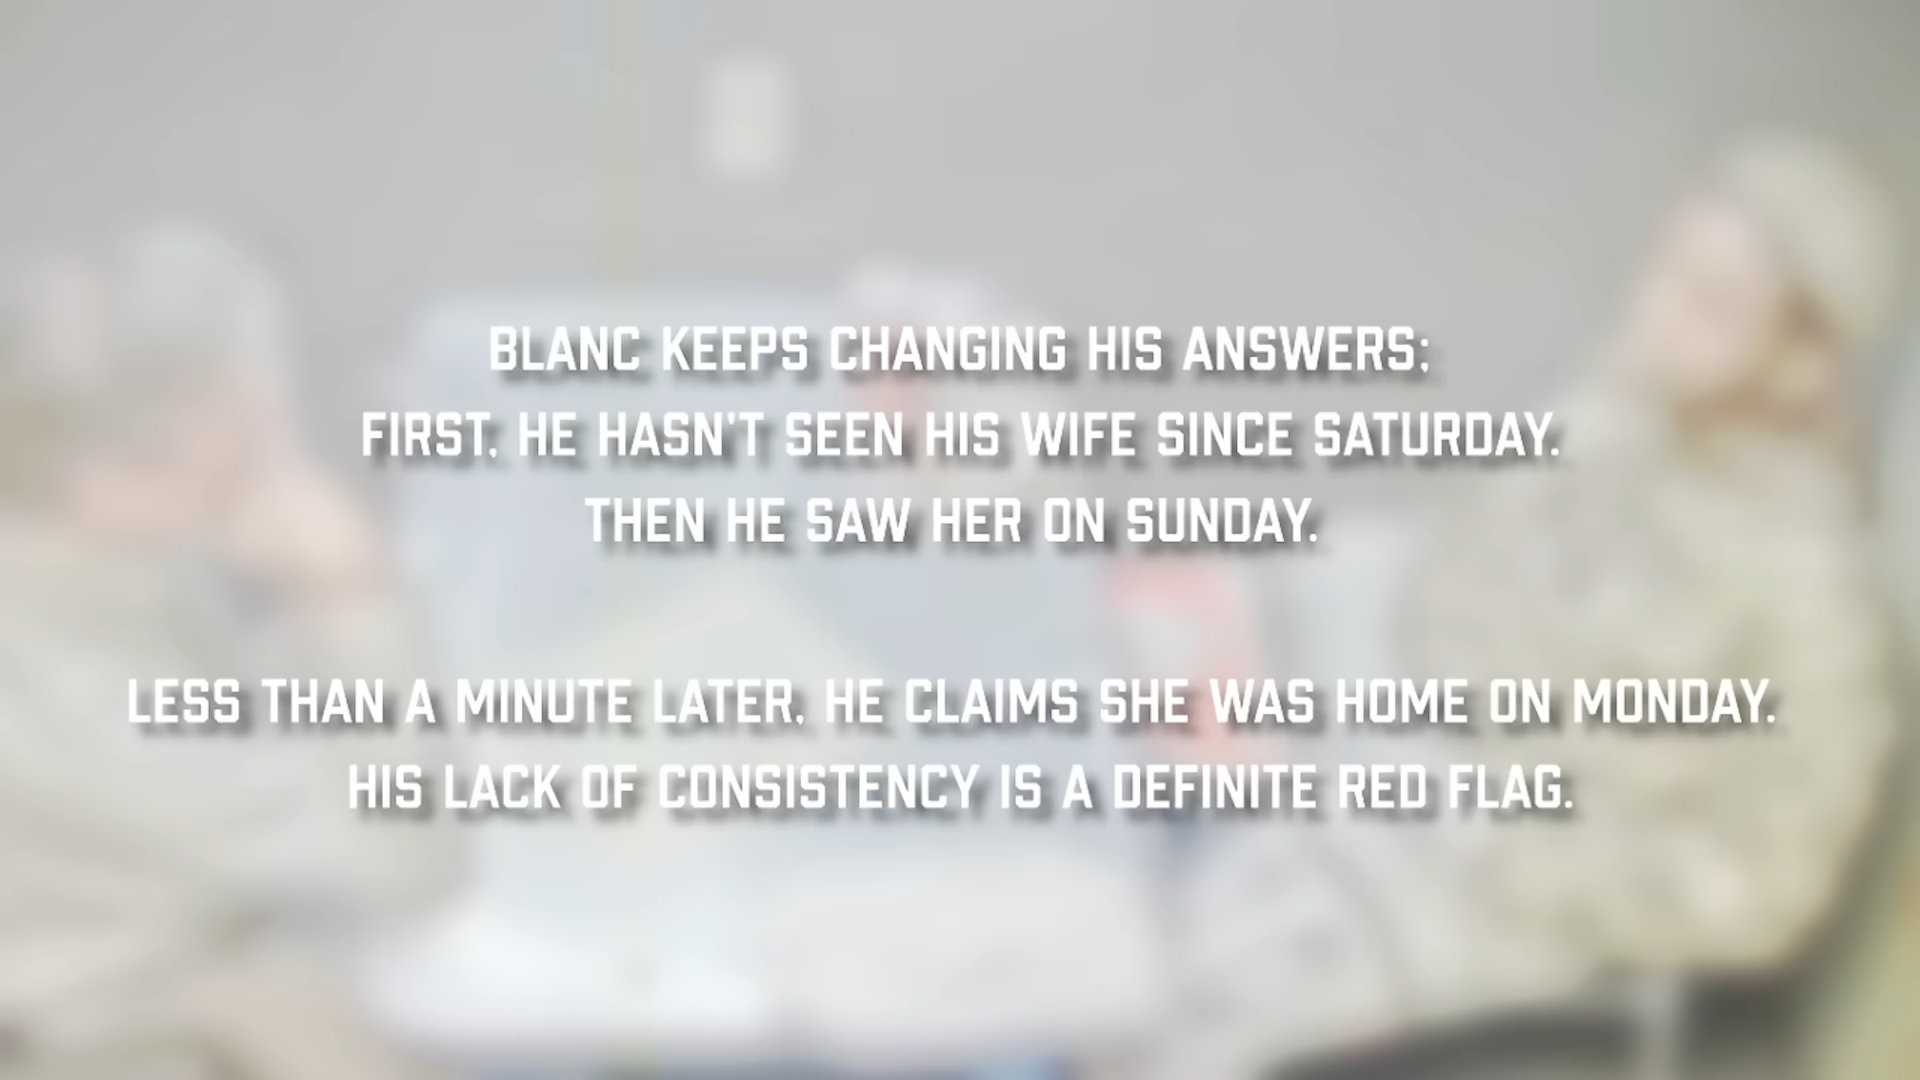 BLANC KEEPS CHANGING HIS ANSWERS;
FIRST, HE HASN'T SEEN HIS WIFE SINCE SATURDAY.
THEN HE SAW HER ON SUNDAY.
LESS THAN A MINUTE LATER, HE CLAIMS SHE WAS HOME ON MONDAY.
HIS LACK OF CONSISTENCY IS A DEFINITE RED FLAG.